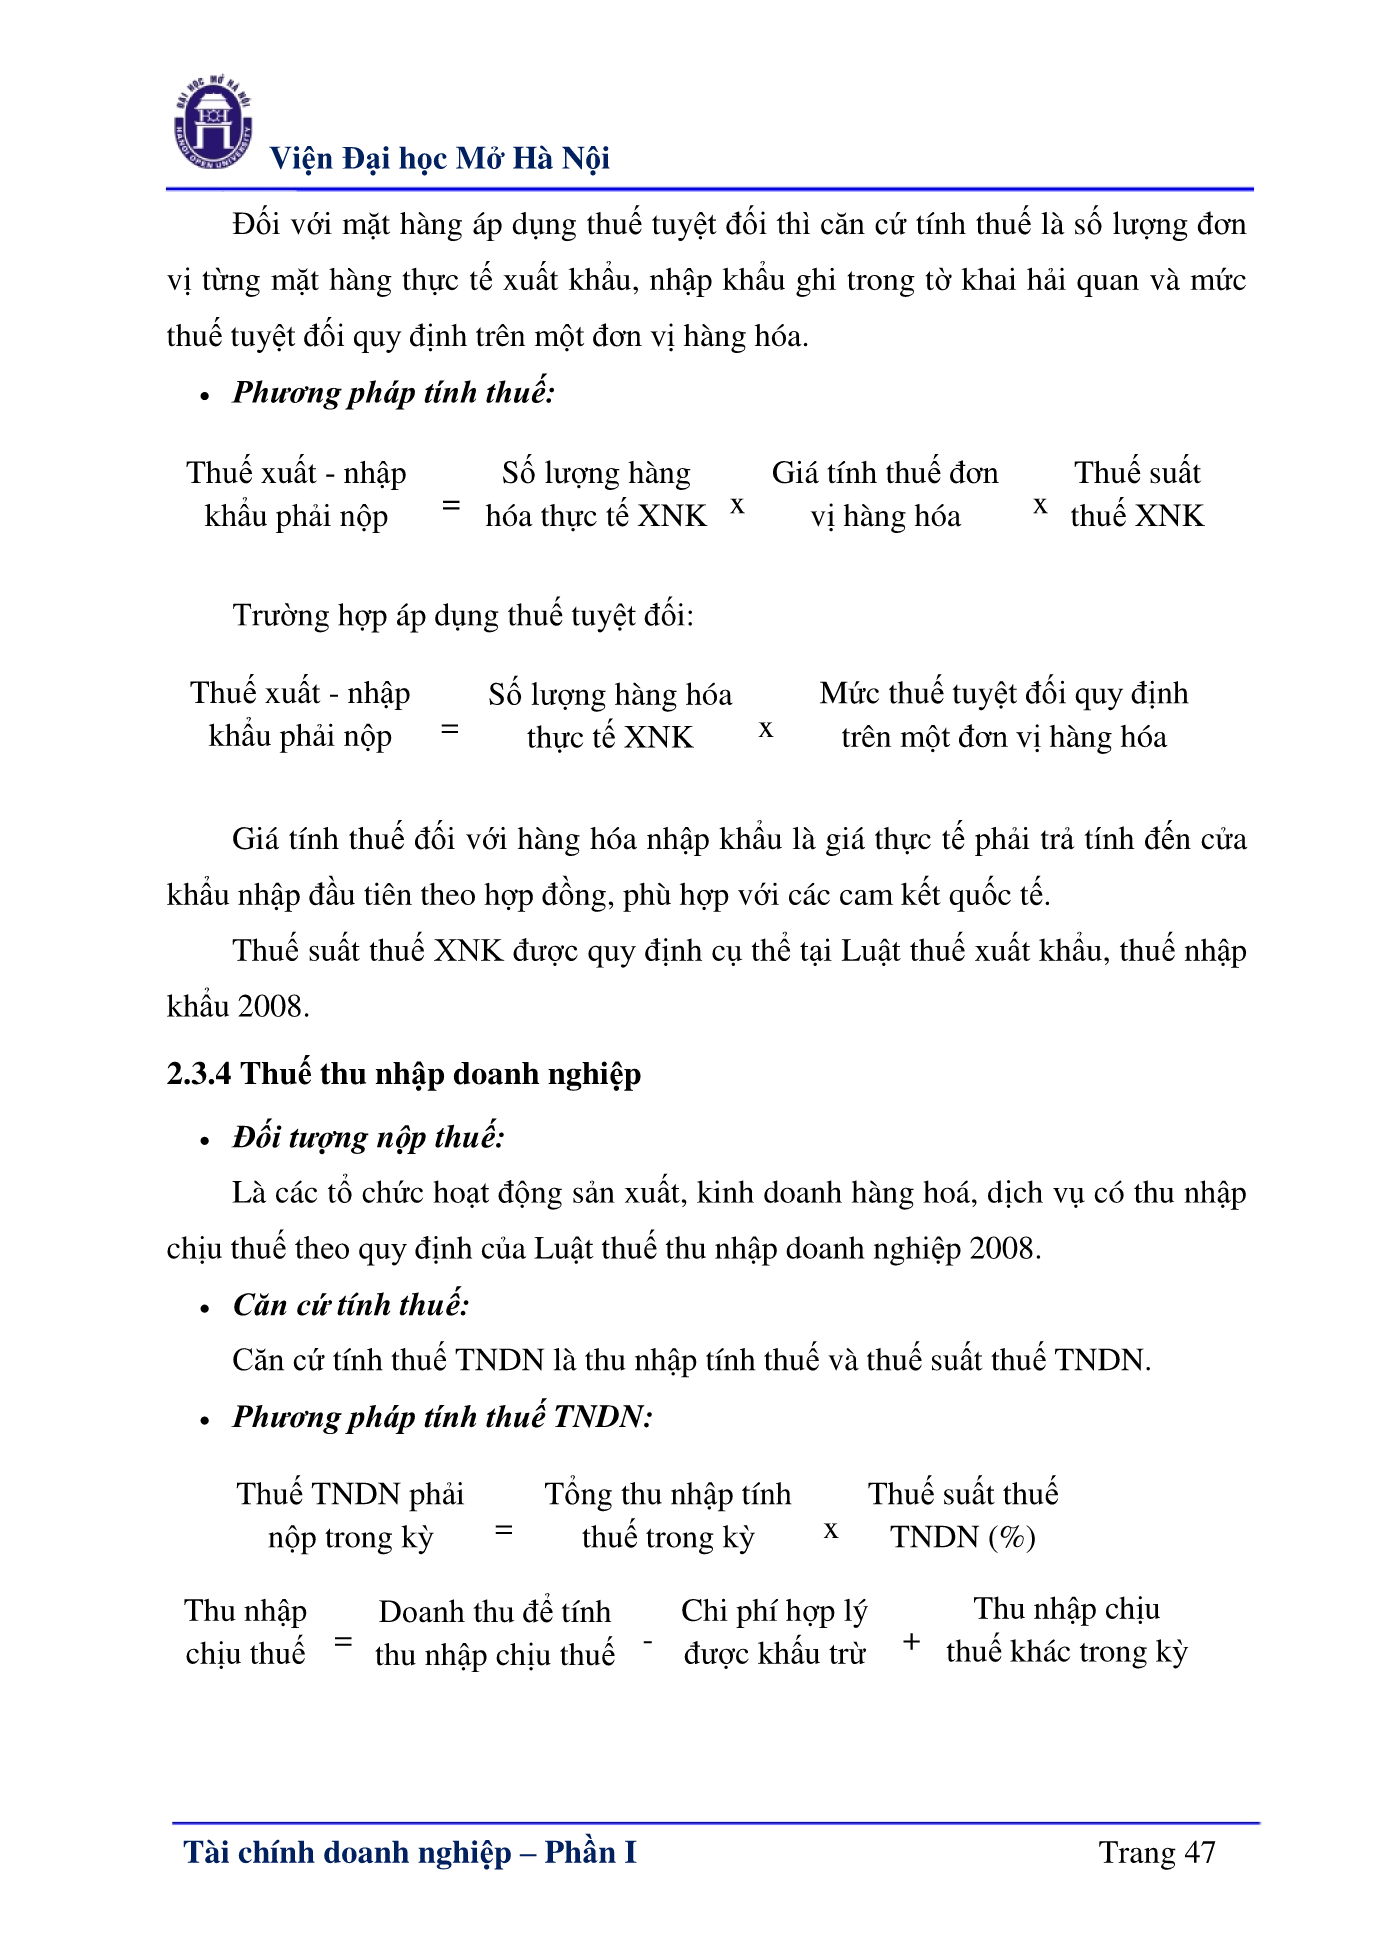 ĐẠI HỌC MỞ HÀ NỘI
HANOI OPEN UNIVERSITY
Viện Đại học Mở Hà Nội
Đối với mặt hàng áp dụng thuế tuyệt đối thì căn cứ tính thuế là số lượng đơn
vị từng mặt hàng thực tế xuất khẩu, nhập khẩu ghi trong tờ khai hải quan và mức
thuế tuyệt đối quy định trên một đơn vị hàng hóa.
• Phương pháp tính thuế:
Thuế xuất - nhập Số lượng hàng Giá tính thuế đơn Thuế suất
khẩu phải nộp = hóa thực tế XNK x vị hàng hóa x thuế XNK
Trường hợp áp dụng thuế tuyệt đối:
Thuế xuất - nhập Số lượng hàng hóa Mức thuế tuyệt đối quy định
khẩu phải nộp = thực tế XNK x trên một đơn vị hàng hóa
Giá tính thuế đối với hàng hóa nhập khẩu là giá thực tế phải trả tính đến cửa
khẩu nhập đầu tiên theo hợp đồng, phù hợp với các cam kết quốc tế.
Thuế suất thuế XNK được quy định cụ thể tại Luật thuế xuất khẩu, thuế nhập
khẩu 2008.
2.3.4 Thuế thu nhập doanh nghiệp
• Đối tượng nộp thuế:
Là các tổ chức hoạt động sản xuất, kinh doanh hàng hoá, dịch vụ có thu nhập
chịu thuế theo quy định của Luật thuế thu nhập doanh nghiệp 2008.
• Căn cứ tính thuế:
Căn cứ tính thuế TNDN là thu nhập tính thuế và thuế suất thuế TNDN.
• Phương pháp tính thuế TNDN:
Thuế TNDN phải Tổng thu nhập tính Thuế suất thuế
nộp trong kỳ = thuế trong kỳ x TNDN (%)
Thu nhập Doanh thu để tính Chi phí hợp lý Thu nhập chịu
chịu thuế = thu nhập chịu thuế - được khấu trừ + thuế khác trong kỳ
Tài chính doanh nghiệp – Phần I Trang 47